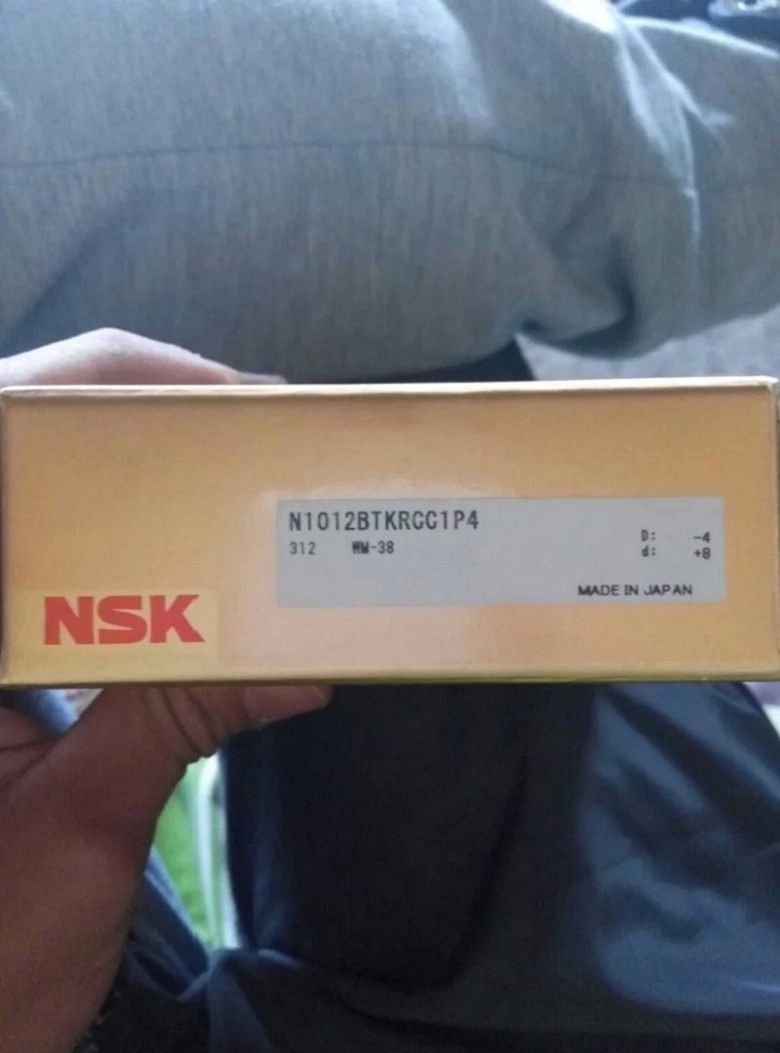 N1012BTKRCC1P4
312 WM-38
D: -4
d: +8
MADE IN JAPAN
NSK